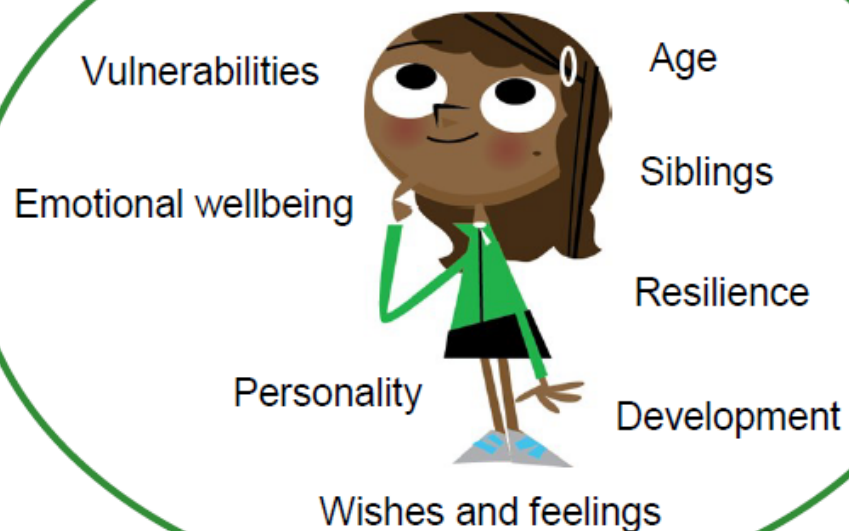 Vulnerabilities
Age
Siblings
Emotional wellbeing
Resilience
Personality
Development
Wishes and feelings